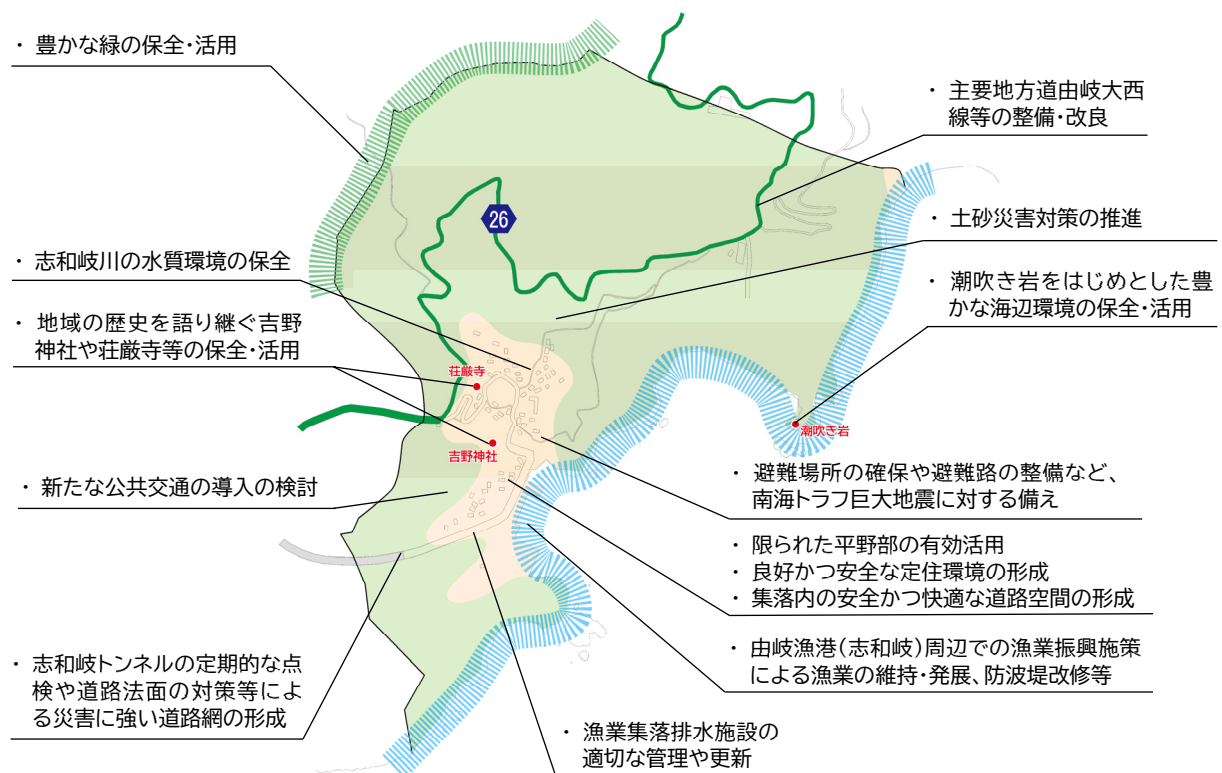 ・ 豊かな緑の保全・活用
・ 主要地方道由岐大西
線等の整備・改良
26
・ 土砂災害対策の推進
・ 志和岐川の水質環境の保全
・ 潮吹き岩をはじめとした豊
かな海辺環境の保全・活用
・ 地域の歴史を語り継ぐ吉野
神社や荘厳寺等の保全・活用
荘厳寺
潮吹き岩
吉野神社
・ 新たな公共交通の導入の検討
・ 避難場所の確保や避難路の整備など、
南海トラフ巨大地震に対する備え
・ 限られた平野部の有効活用
・ 良好かつ安全な定住環境の形成
・ 集落内の安全かつ快適な道路空間の形成
・ 由岐漁港（志和岐）周辺での漁業振興施策
による漁業の維持・発展、防波堤改修等
・ 志和岐トンネルの定期的な点
検や道路法面の対策等によ
る災害に強い道路網の形成
・ 漁業集落排水施設の
適切な管理や更新